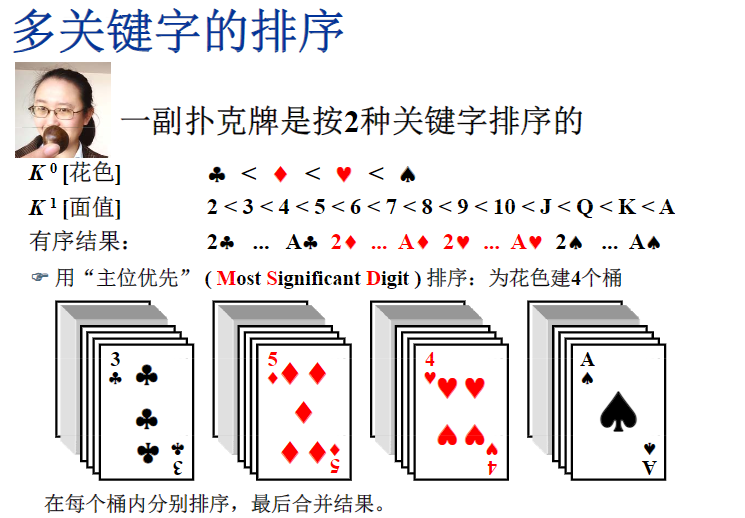 多关键字的排序
一副扑克牌是按2种关键字排序的
K⁰ [花色] ♣ < ♦ < ♥ < ♠
K¹ [面值] 2 < 3 < 4 < 5 < 6 < 7 < 8 < 9 < 10 < J < Q < K < A
有序结果： 2♣ ... A♣ 2♦ ... A♦ 2♥ ... A♥ 2♠ ... A♠
☞ 用“主位优先” ( Most Significant Digit ) 排序：为花色建4个桶
3 5 4 A
3 5 4 A
在每个桶内分别排序，最后合并结果。